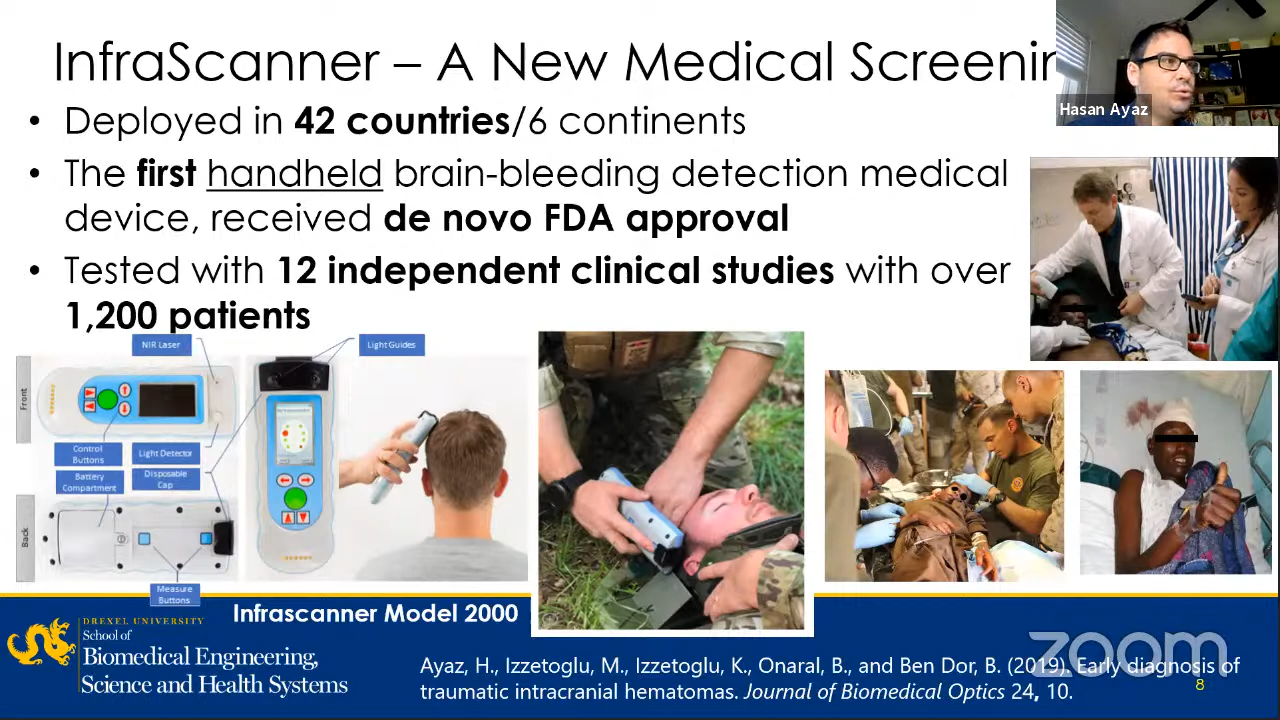 InfraScanner – A New Medical Screenin
Hasan Ayaz
• Deployed in 42 countries/6 continents
• The first handheld brain-bleeding detection medical
device, received de novo FDA approval
• Tested with 12 independent clinical studies with over
1,200 patients
NIR Laser
Light Guides
Front
Control
Buttons
Light Detector
Battery
Compartment
Disposable
Cap
Back
Measure
Buttons
Infrascanner Model 2000
DREXEL UNIVERSITY
School of
Biomedical Engineering,
Science and Health Systems
Ayaz, H., Izzetoglu, M., Izzetoglu, K., Onaral, B., and Ben Dor, B. (2019). Early diagnosis of
traumatic intracranial hematomas. Journal of Biomedical Optics 24, 10.
zoom
8